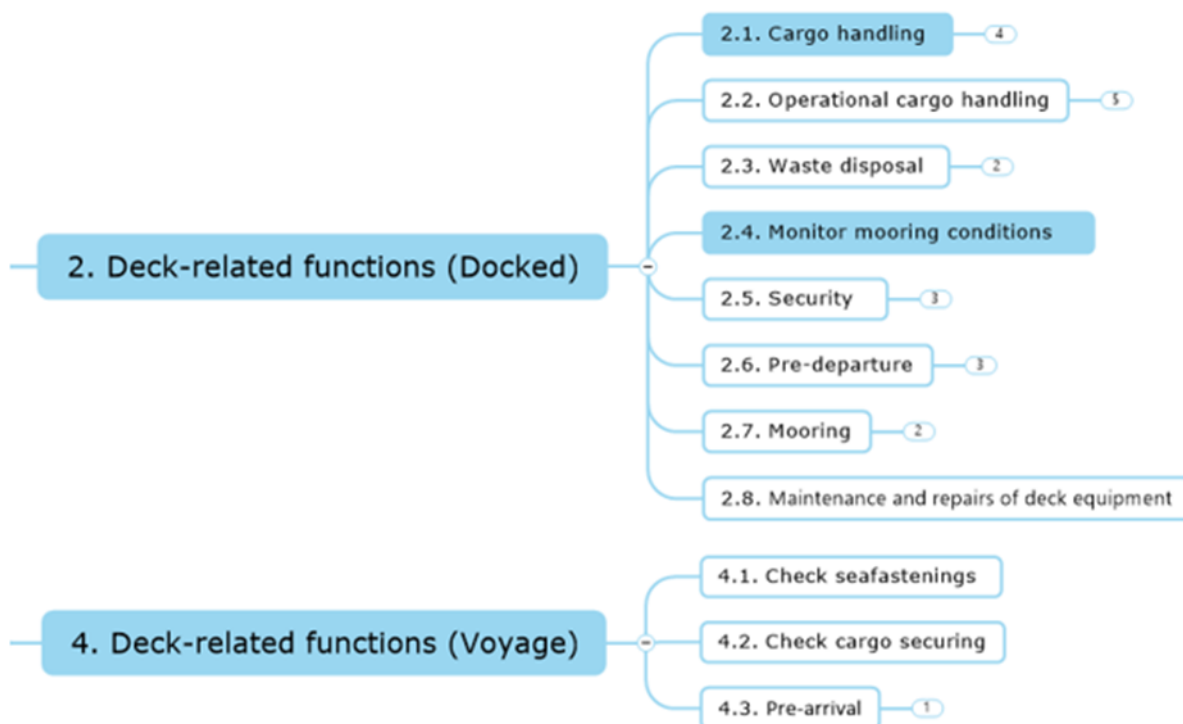 2. Deck-related functions (Docked)
2.1. Cargo handling
4
2.2. Operational cargo handling
5
2.3. Waste disposal
2
2.4. Monitor mooring conditions
2.5. Security
3
2.6. Pre-departure
3
2.7. Mooring
2
2.8. Maintenance and repairs of deck equipment
4. Deck-related functions (Voyage)
4.1. Check seafastenings
4.2. Check cargo securing
4.3. Pre-arrival
1